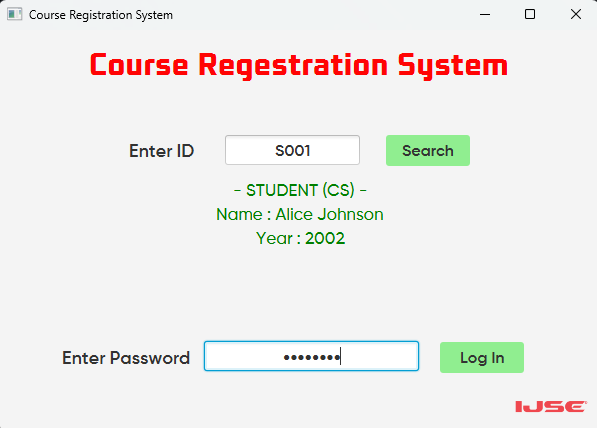 Course Registration System
Course Regestration System
Enter ID S001 Search
- STUDENT (CS) -
Name : Alice Johnson
Year : 2002
Enter Password •••••••• Log In
IJSE